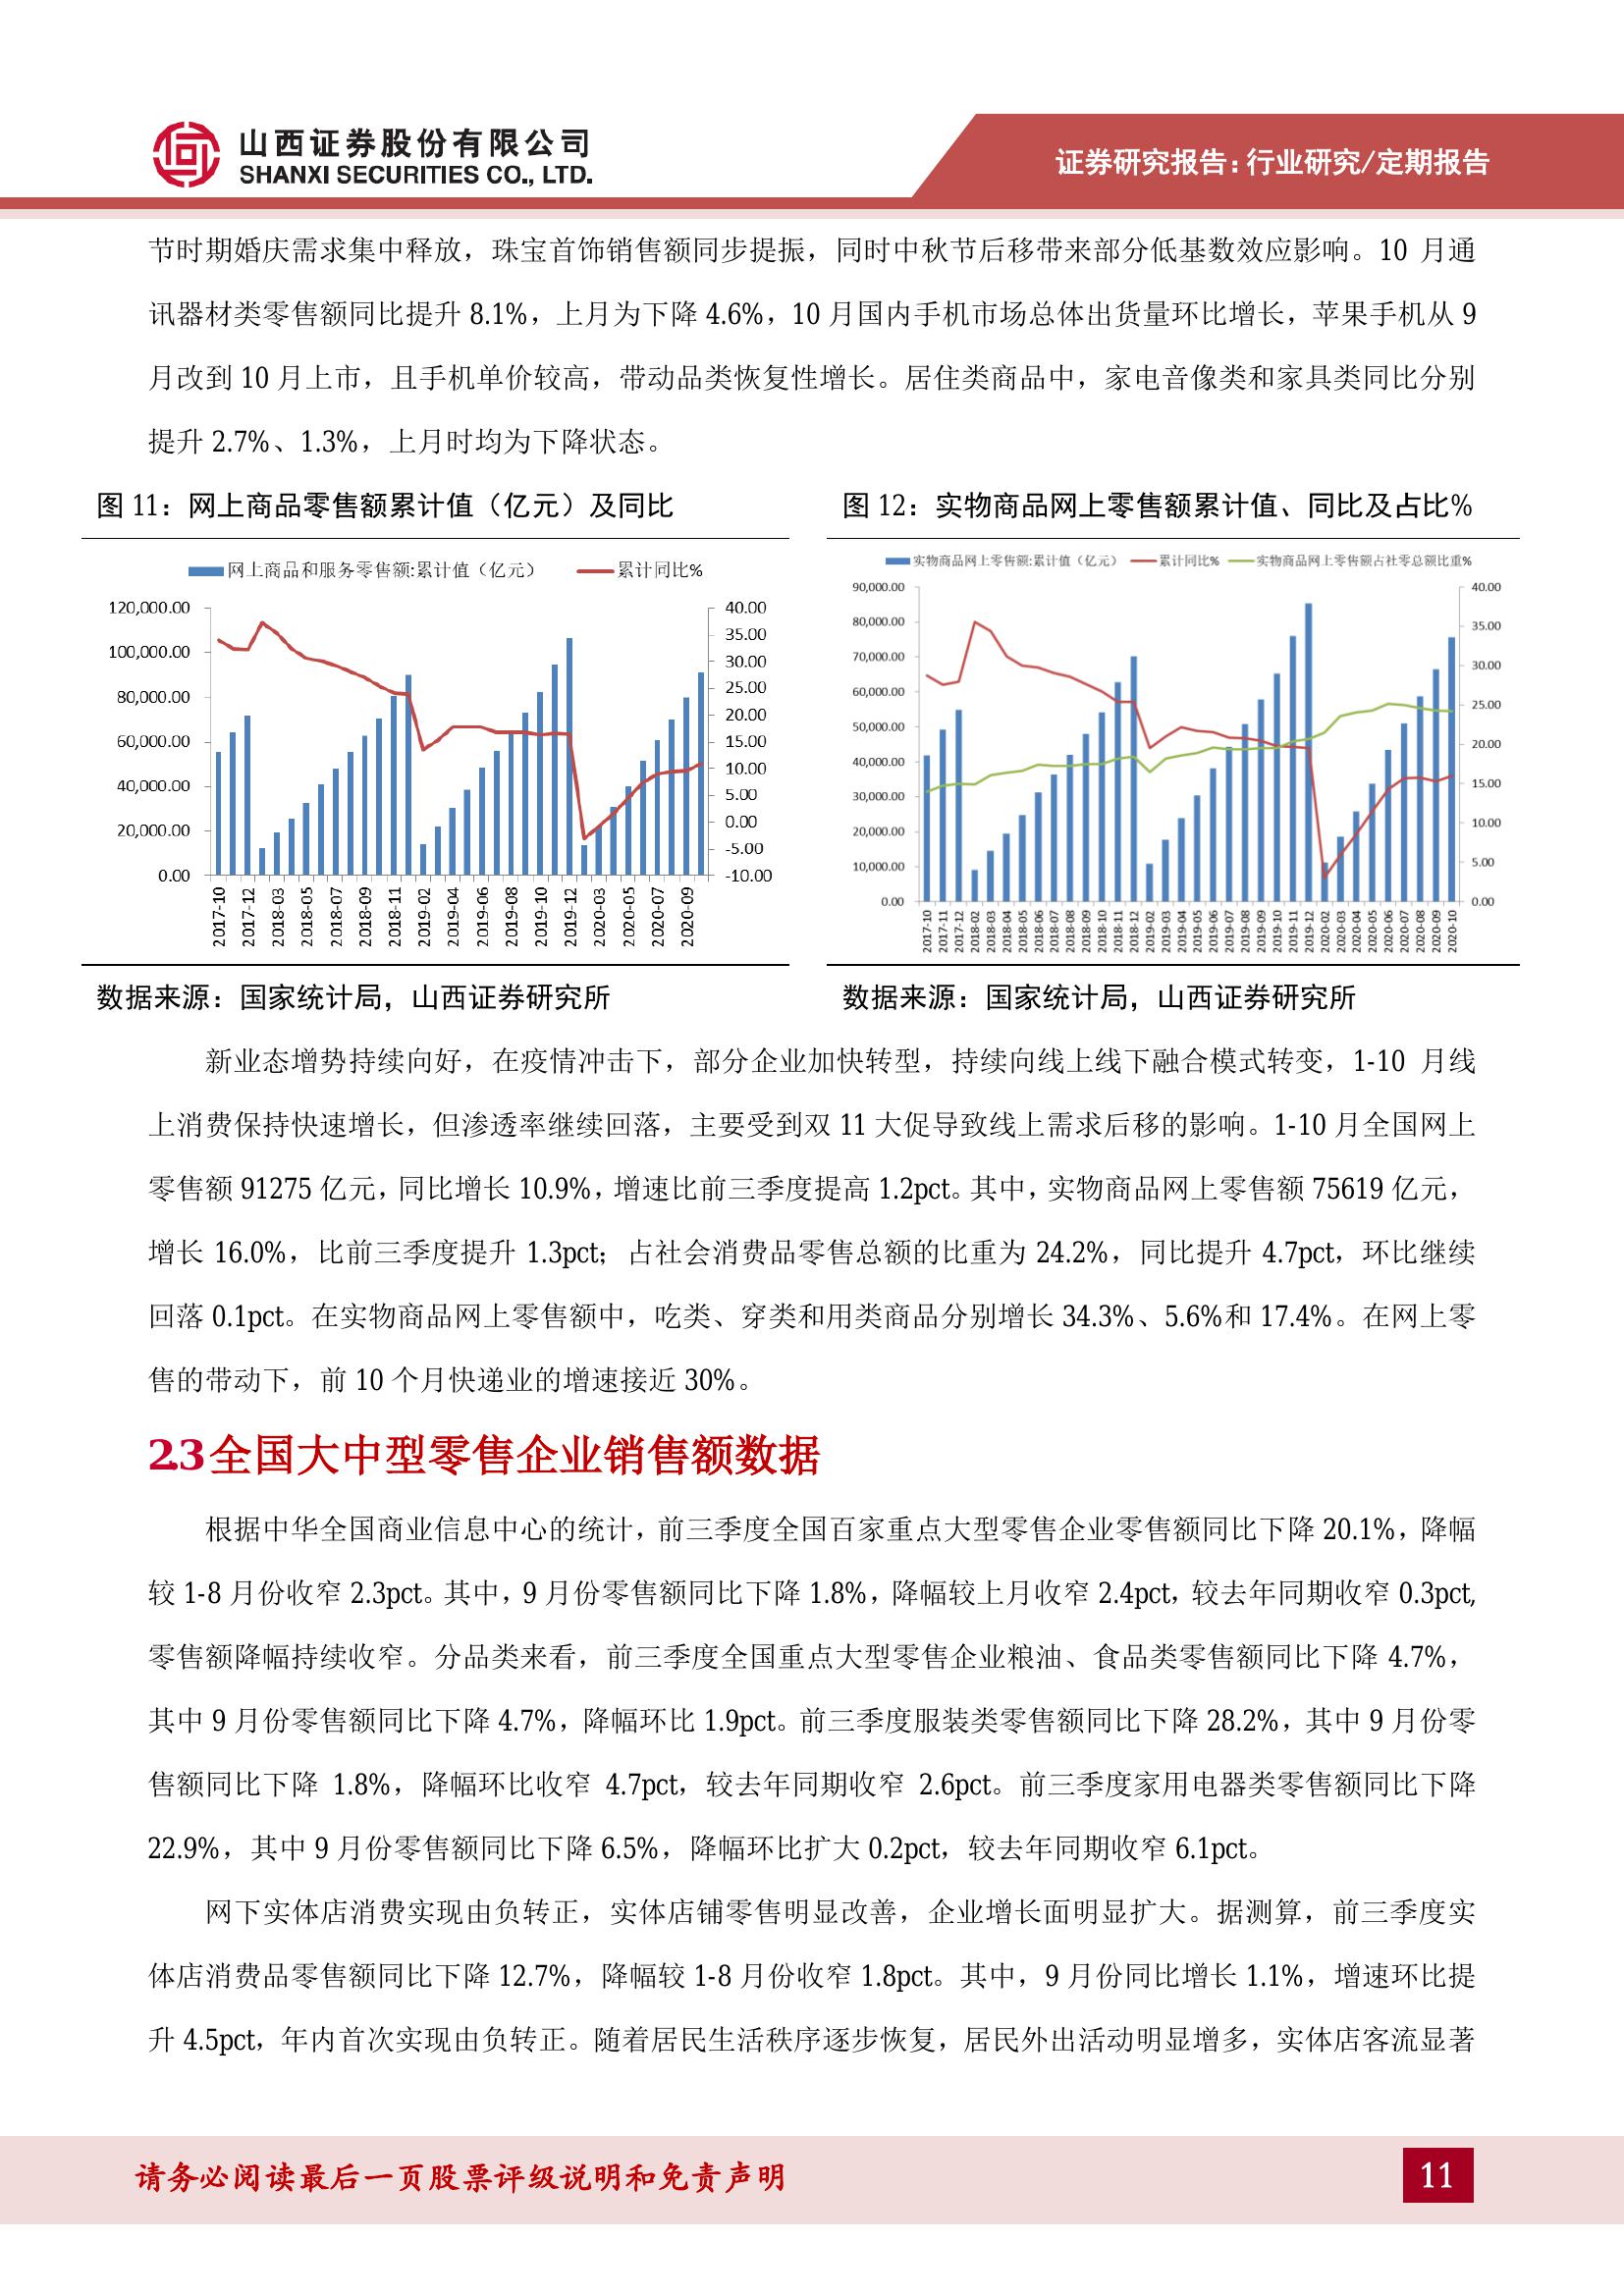 山西证券股份有限公司
SHANXI SECURITIES CO., LTD.
证券研究报告:行业研究/定期报告
节时期婚庆需求集中释放，珠宝首饰销售额同步提振，同时中秋节后移带来部分低基数效应影响。10 月通
讯器材类零售额同比提升 8.1%，上月为下降 4.6%，10 月国内手机市场总体出货量环比增长，苹果手机从 9
月改到 10 月上市，且手机单价较高，带动品类恢复性增长。居住类商品中，家电音像类和家具类同比分别
提升 2.7%、1.3%，上月时均为下降状态。
图 11：网上商品零售额累计值（亿元）及同比
网上商品和服务零售额:累计值（亿元） 累计同比%
120,000.00
100,000.00
80,000.00
60,000.00
40,000.00
20,000.00
0.00
40.00
35.00
30.00
25.00
20.00
15.00
10.00
5.00
0.00
-5.00
-10.00
2017-10
2017-12
2018-03
2018-05
2018-07
2018-09
2018-11
2019-02
2019-04
2019-06
2019-08
2019-10
2019-12
2020-03
2020-05
2020-07
2020-09
数据来源：国家统计局，山西证券研究所
图 12：实物商品网上零售额累计值、同比及占比%
实物商品网上零售额:累计值（亿元） 累计同比% 实物商品网上零售额占社零总额比重%
90,000.00
80,000.00
70,000.00
60,000.00
50,000.00
40,000.00
30,000.00
20,000.00
10,000.00
0.00
40.00
35.00
30.00
25.00
20.00
15.00
10.00
5.00
0.00
2017-10
2017-11
2017-12
2018-02
2018-03
2018-04
2018-05
2018-06
2018-07
2018-08
2018-09
2018-10
2018-11
2018-12
2019-02
2019-03
2019-04
2019-05
2019-06
2019-07
2019-08
2019-09
2019-10
2019-11
2019-12
2020-02
2020-03
2020-04
2020-05
2020-06
2020-07
2020-08
2020-09
2020-10
数据来源：国家统计局，山西证券研究所
新业态增势持续向好，在疫情冲击下，部分企业加快转型，持续向线上线下融合模式转变，1-10 月线
上消费保持快速增长，但渗透率继续回落，主要受到双 11 大促导致线上需求后移的影响。1-10 月全国网上
零售额 91275 亿元，同比增长 10.9%，增速比前三季度提高 1.2pct。其中，实物商品网上零售额 75619 亿元，
增长 16.0%，比前三季度提升 1.3pct；占社会消费品零售总额的比重为 24.2%，同比提升 4.7pct，环比继续
回落 0.1pct。在实物商品网上零售额中，吃类、穿类和用类商品分别增长 34.3%、5.6%和 17.4%。在网上零
售的带动下，前 10 个月快递业的增速接近 30%。
2.3 全国大中型零售企业销售额数据
根据中华全国商业信息中心的统计，前三季度全国百家重点大型零售企业零售额同比下降 20.1%，降幅
较 1-8 月份收窄 2.3pct。其中，9 月份零售额同比下降 1.8%，降幅较上月收窄 2.4pct，较去年同期收窄 0.3pct,
零售额降幅持续收窄。分品类来看，前三季度全国重点大型零售企业粮油、食品类零售额同比下降 4.7%，
其中 9 月份零售额同比下降 4.7%，降幅环比 1.9pct。前三季度服装类零售额同比下降 28.2%，其中 9 月份零
售额同比下降 1.8%，降幅环比收窄 4.7pct，较去年同期收窄 2.6pct。前三季度家用电器类零售额同比下降
22.9%，其中 9 月份零售额同比下降 6.5%，降幅环比扩大 0.2pct，较去年同期收窄 6.1pct。
网下实体店消费实现由负转正，实体店铺零售明显改善，企业增长面明显扩大。据测算，前三季度实
体店消费品零售额同比下降 12.7%，降幅较 1-8 月份收窄 1.8pct。其中，9 月份同比增长 1.1%，增速环比提
升 4.5pct，年内首次实现由负转正。随着居民生活秩序逐步恢复，居民外出活动明显增多，实体店客流显著
请务必阅读最后一页股票评级说明和免责声明
11